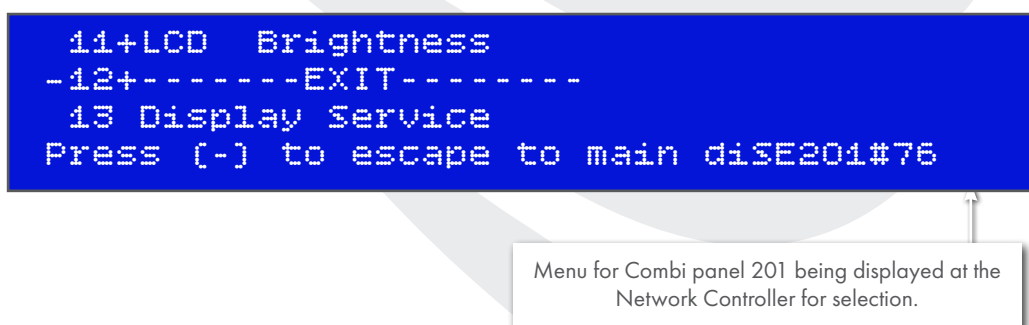 11+LCD  Brightness
-12+-------EXIT--------
13 Display Service
Press (-) to escape to main diSE201#76
Menu for Combi panel 201 being displayed at the
Network Controller for selection.